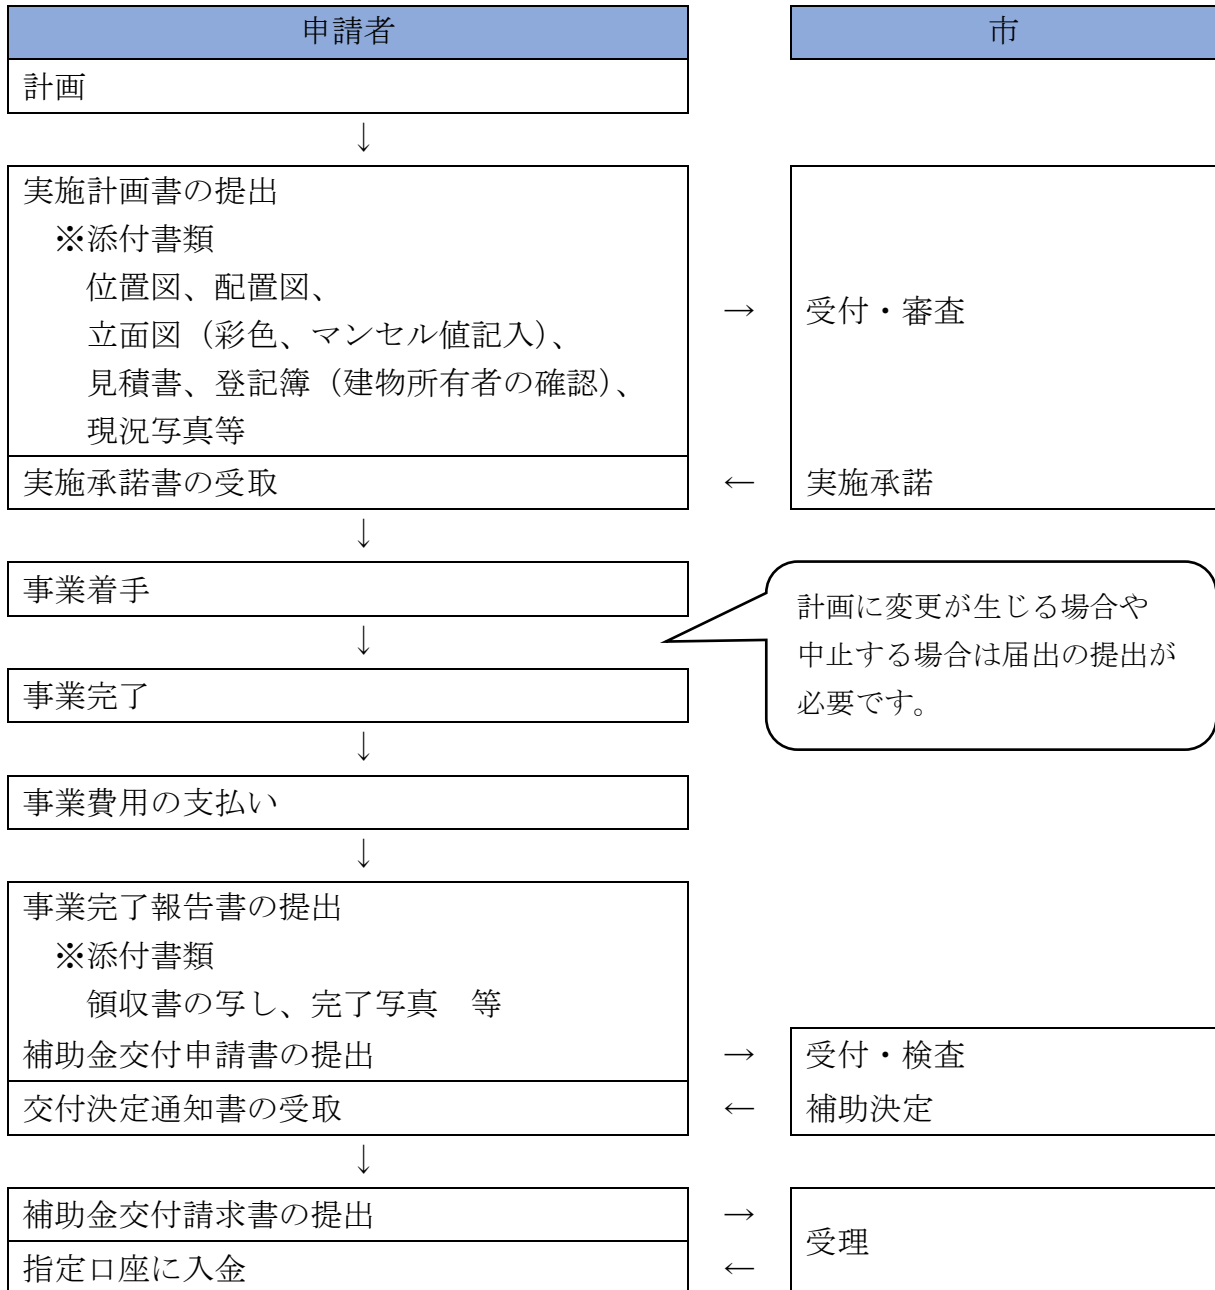 申請者
市
計画
↓
実施計画書の提出
※添付書類
位置図、配置図、
立面図（彩色、マンセル値記入）、
見積書、登記簿（建物所有者の確認）、
現況写真等
→
受付・審査
実施承諾書の受取
←
実施承諾
↓
事業着手
↓
計画に変更が生じる場合や
中止する場合は届出の提出が
必要です。
事業完了
↓
事業費用の支払い
↓
事業完了報告書の提出
※添付書類
領収書の写し、完了写真　等
補助金交付申請書の提出
→
受付・検査
交付決定通知書の受取
←
補助決定
↓
補助金交付請求書の提出
→
受理
指定口座に入金
←